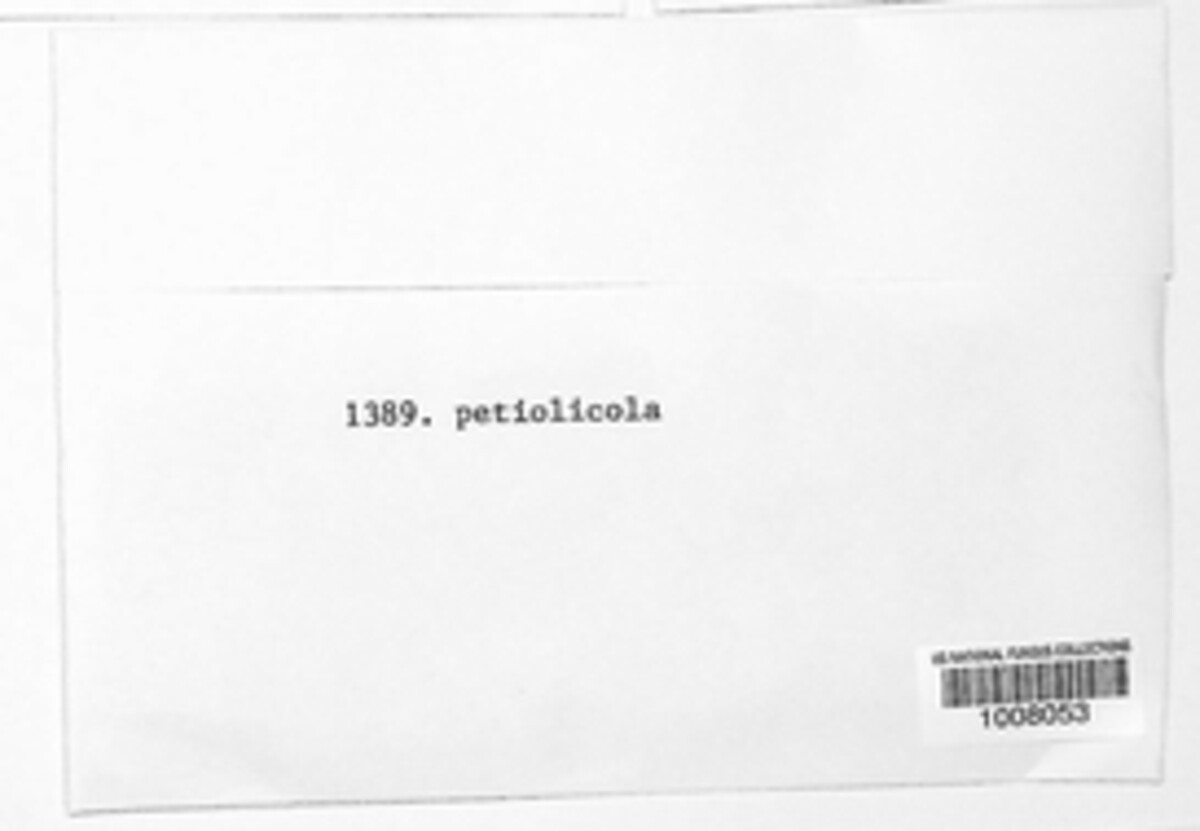 1389. petiolicola
US NATIONAL FUNGUS COLLECTIONS
1008053